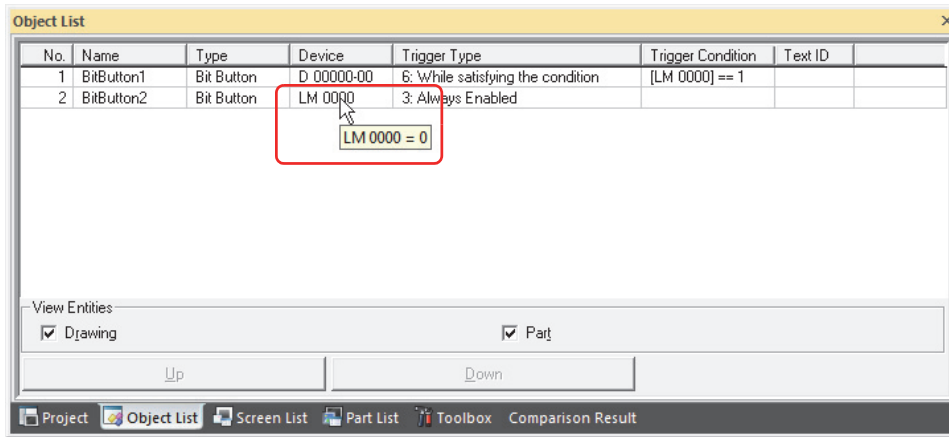 Object List
No. Name Type Device Trigger Type Trigger Condition Text ID
1 BitButton1 Bit Button D 00000-00 6: While satisfying the condition [LM 0000] == 1
2 BitButton2 Bit Button LM 0000 3: Always Enabled
LM 0000 = 0
View Entities
Drawing Part
Up Down
Project Object List Screen List Part List Toolbox Comparison Result